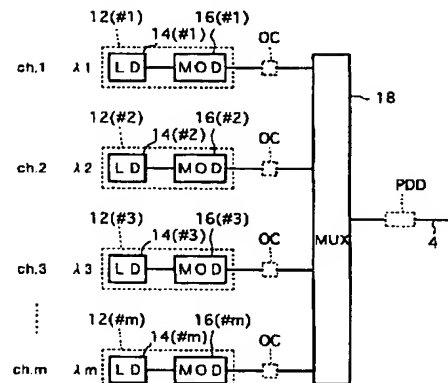 12(#1) 14(#1) 16(#1) OC
ch.1 λ1 LD MOD
18
12(#2) 14(#2) 16(#2) OC
ch.2 λ2 LD MOD
PDD
12(#3) 14(#3) 16(#3) OC
MUX 4
ch.3 λ3 LD MOD
12(#m) 14(#m) 16(#m) OC
ch.m λm LD MOD